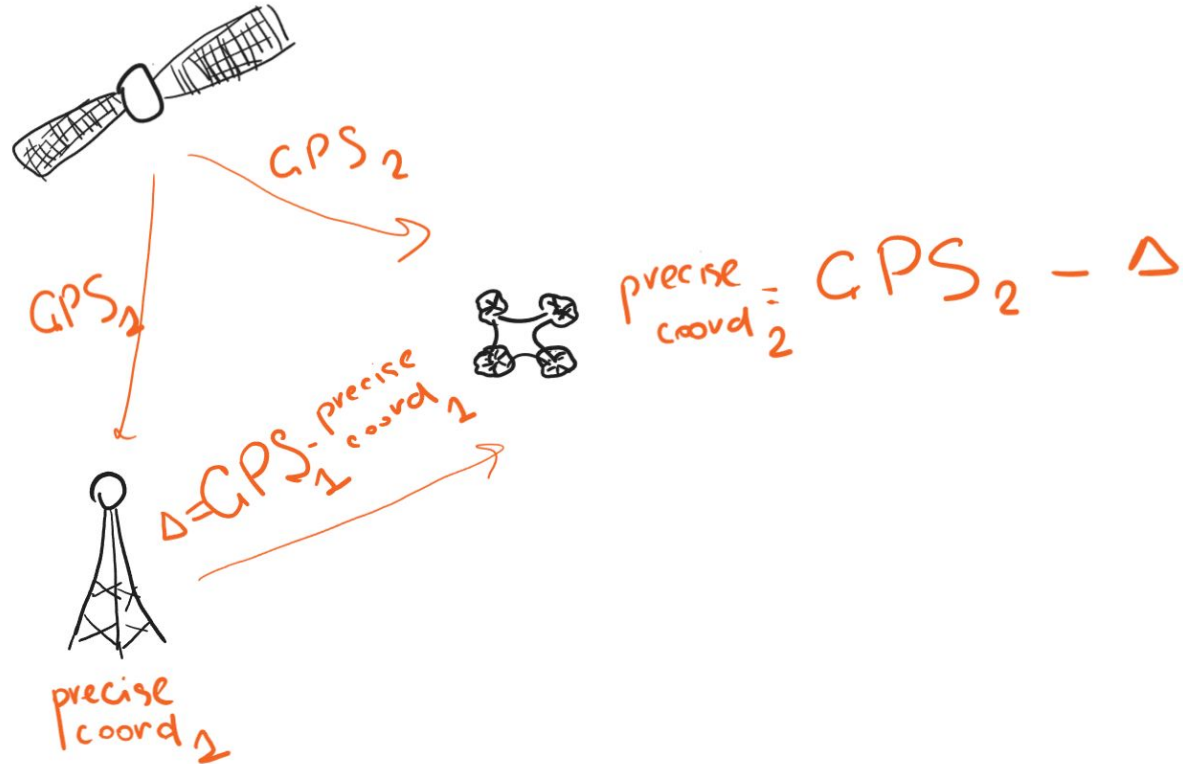 GPS₂
GPS₁
precise
coord₂ = GPS₂ - Δ
Δ=GPS₁-precise
coord₁
precise
coord₁